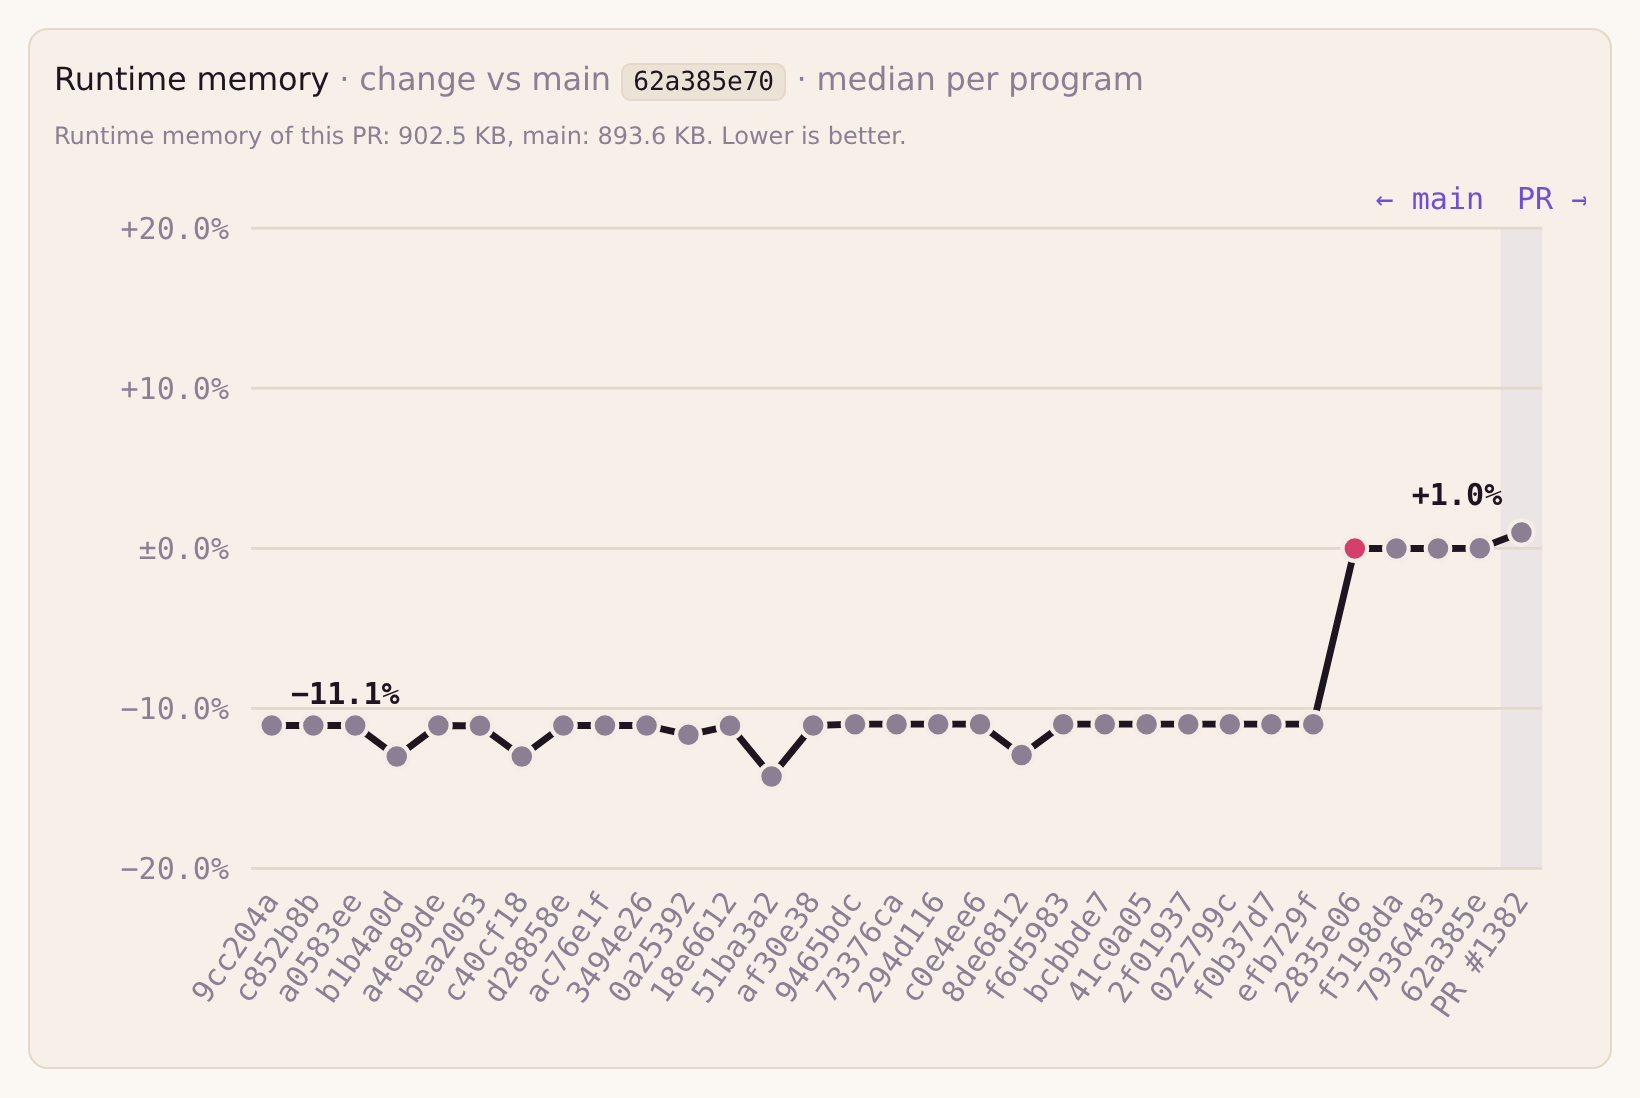 Runtime memory · change vs main 62a385e70 · median per program
Runtime memory of this PR: 902.5 KB, main: 893.6 KB. Lower is better.
← main PR →
+20.0%
+10.0%
±0.0%
−10.0%
−20.0%
−11.1%
+1.0%
9cc204a
c852b8b
a0583ee
b1b4a0d
a4e89de
bea2063
c40cf18
d28858e
ac76e1f
3494e26
0a25392
18e6612
51ba3a2
af30e38
9465bdc
73376ca
294d116
c0e4ee6
8de6812
f6d5983
bcbbde7
41c0a05
2f01937
022799c
f0b37d7
efb729f
2835e06
f5198da
7936483
62a385e
PR #1382